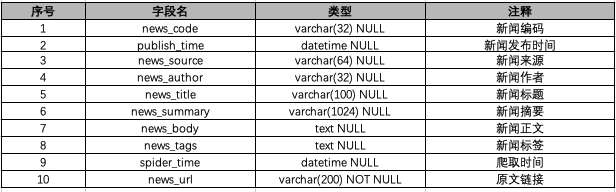 序号 字段名 类型 注释
1 news_code varchar(32) NULL 新闻编码
2 publish_time datetime NULL 新闻发布时间
3 news_source varchar(64) NULL 新闻来源
4 news_author varchar(32) NULL 新闻作者
5 news_title varchar(100) NULL 新闻标题
6 news_summary varchar(1024) NULL 新闻摘要
7 news_body text NULL 新闻正文
8 news_tags text NULL 新闻标签
9 spider_time datetime NULL 爬取时间
10 news_url varchar(200) NOT NULL 原文链接